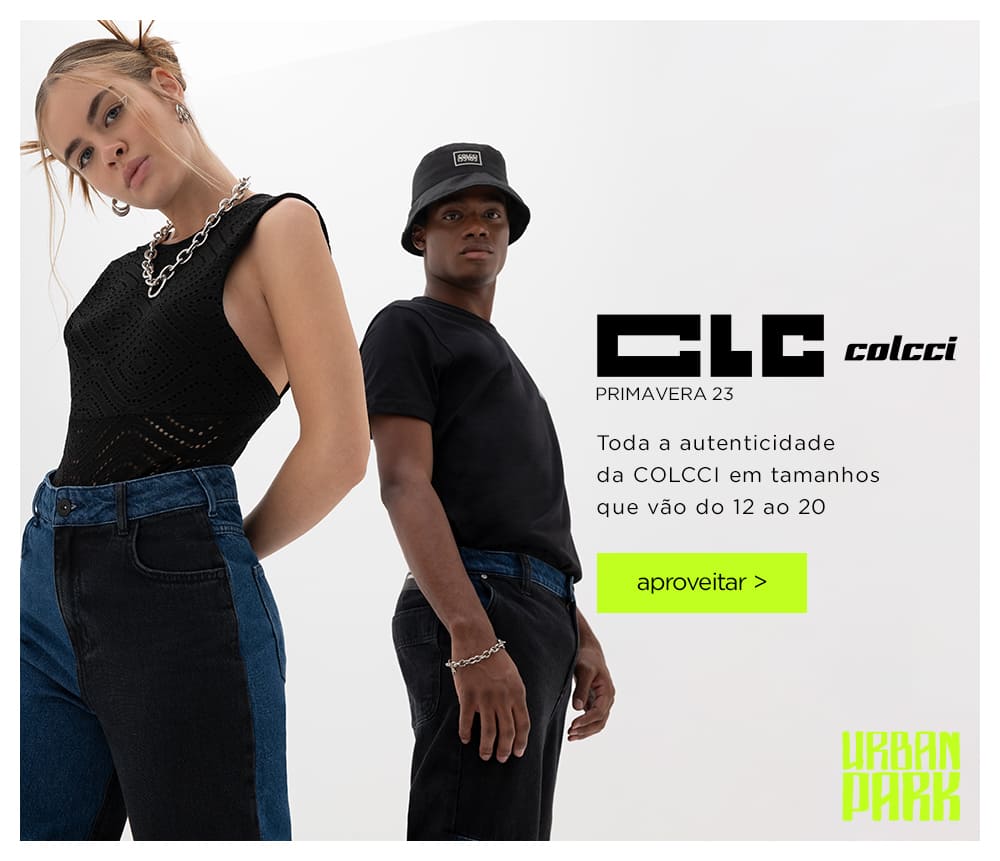 COLCCI
CLC colcci
PRIMAVERA 23
Toda a autenticidade
da COLCCI em tamanhos
que vão do 12 ao 20
aproveitar >
URBAN
PARK